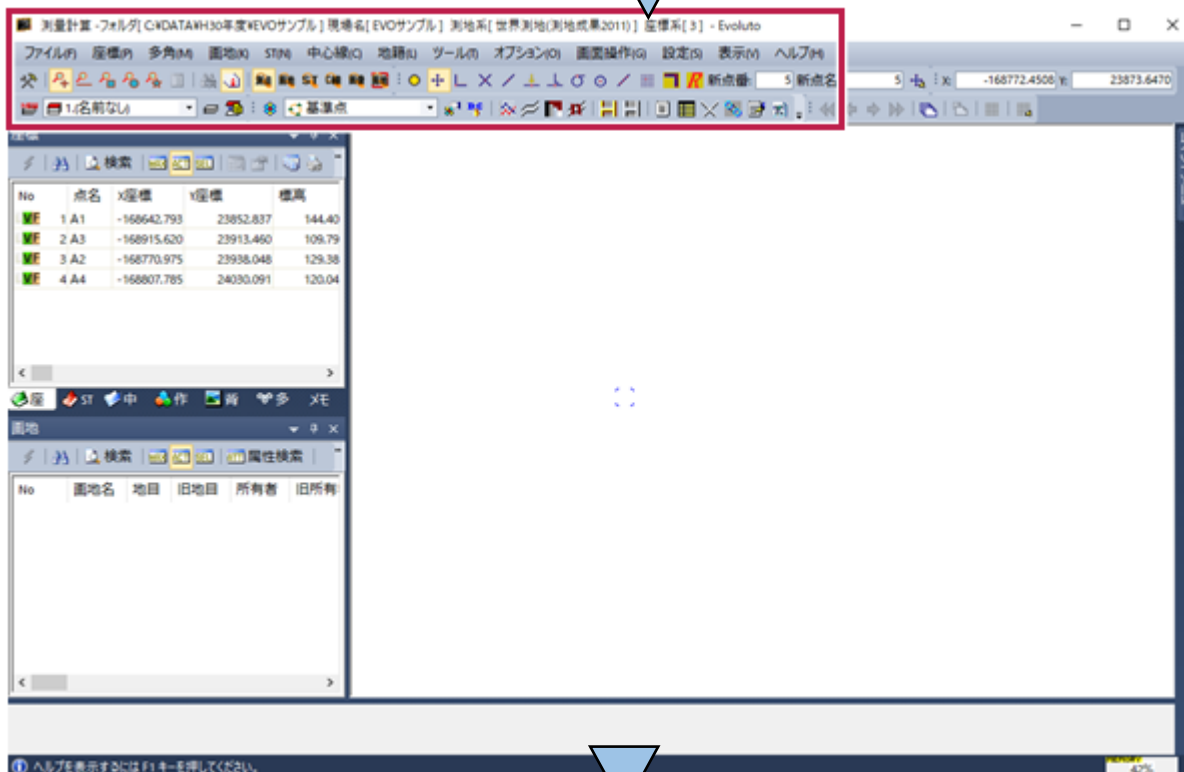 測量計算 -フォルダ[ C:¥DATA¥H30年度¥EVOサンプル ] 現場名[ EVOサンプル ] 測地系[ 世界測地(測地成果2011) ] 座標系[ 3 ] - Evoluto
ファイル(F) 座標(P) 多角(M) 画地(K) ST(N) 中心線(C) 地籍(L) ツール(T) オプション(O) 画面操作(G) 設定(S) 表示(V) ヘルプ(H)
ST 新点番 5 新点名 5 X: -168772.4508 Y: 23873.6470
1.(名前なし) 基準点
座標
検索
No 点名 X座標 Y座標 標高
1 A1 -168642.793 23852.837 144.40
2 A3 -168915.620 23913.460 109.79
3 A2 -168770.975 23938.048 129.38
4 A4 -168807.785 24030.091 120.04
座 ST 中 作 背 多 メモ
画地
検索 属性検索
No 画地名 地目 旧地目 所有者 旧所有
ヘルプを表示するには F1 キーを押してください。
42%